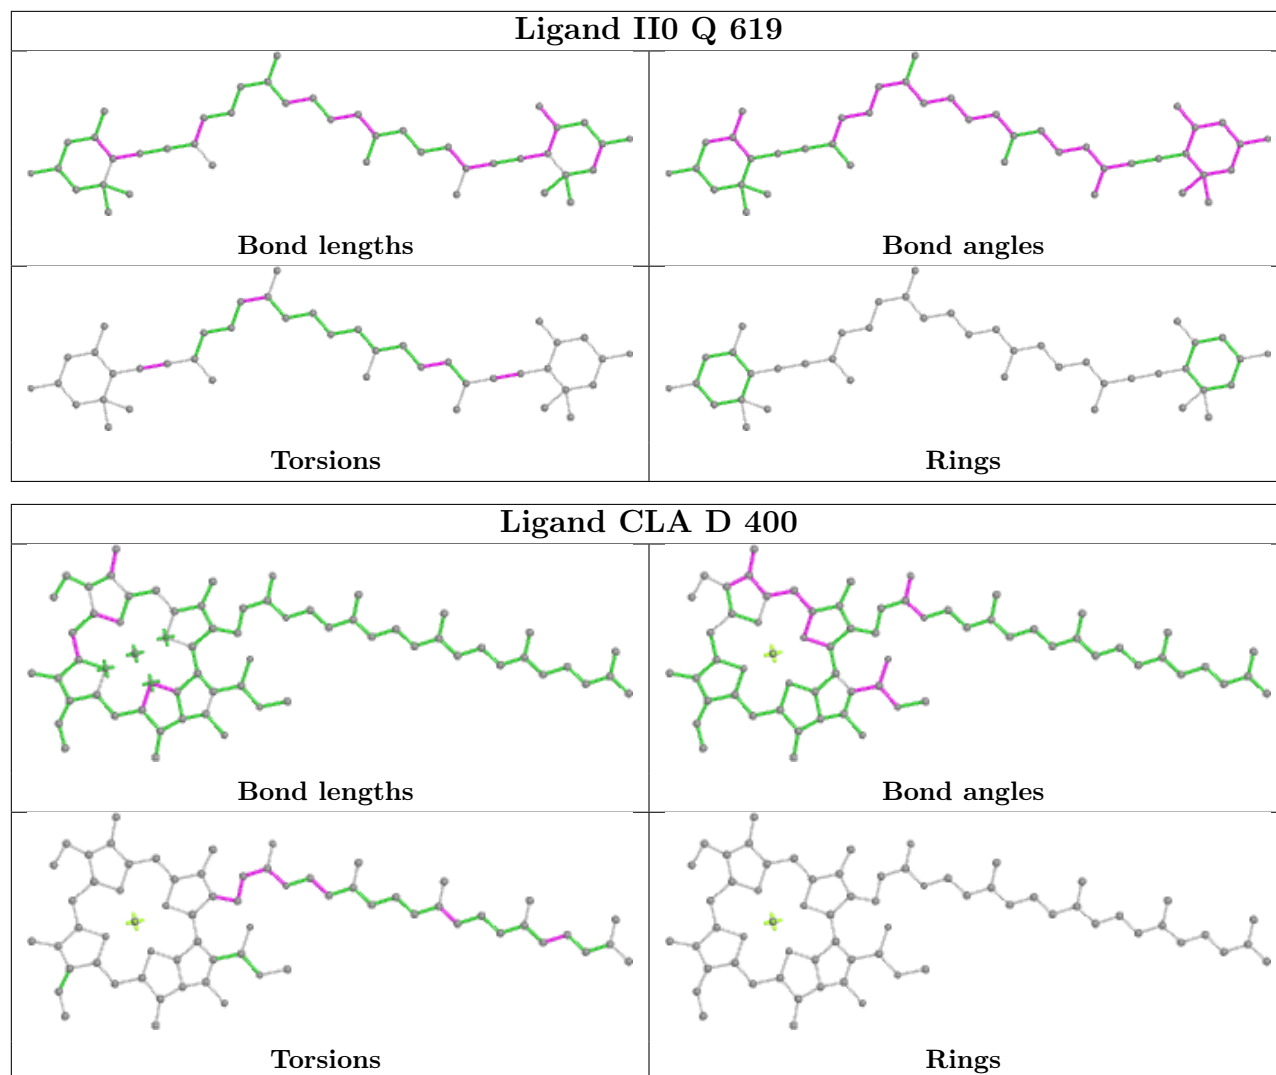 Ligand II0 Q 619
Bond lengths
Bond angles
Torsions
Rings
Ligand CLA D 400
Bond lengths
Bond angles
Torsions
Rings